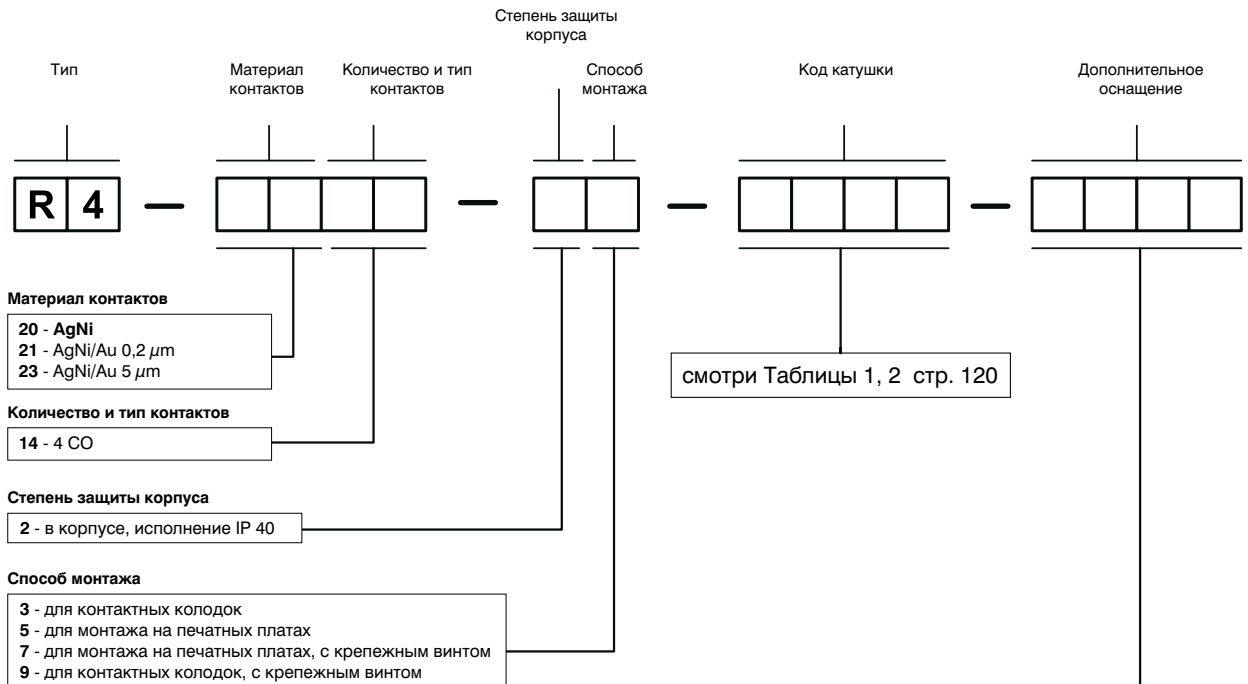 Степень защиты
корпуса
Тип
Материал
контактов
Количество и тип
контактов
Способ
монтажа
Код катушки
Дополнительное
оснащение
R 4 — — — —
Материал контактов
20 - AgNi
21 - AgNi/Au 0,2 µm
23 - AgNi/Au 5 µm
смотри Таблицы 1, 2 стр. 120
Количество и тип контактов
14 - 4 CO
Степень защиты корпуса
2 - в корпусе, исполнение IP 40
Способ монтажа
3 - для контактных колодок
5 - для монтажа на печатных платах
7 - для монтажа на печатных платах, с крепежным винтом
9 - для контактных колодок, с крепежным винтом